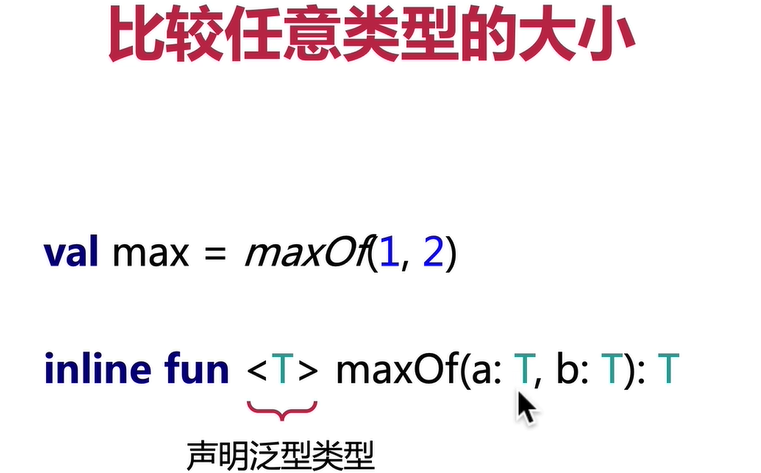 比较任意类型的大小
val max = maxOf(1, 2)
inline fun <T> maxOf(a: T, b: T): T
声明泛型类型